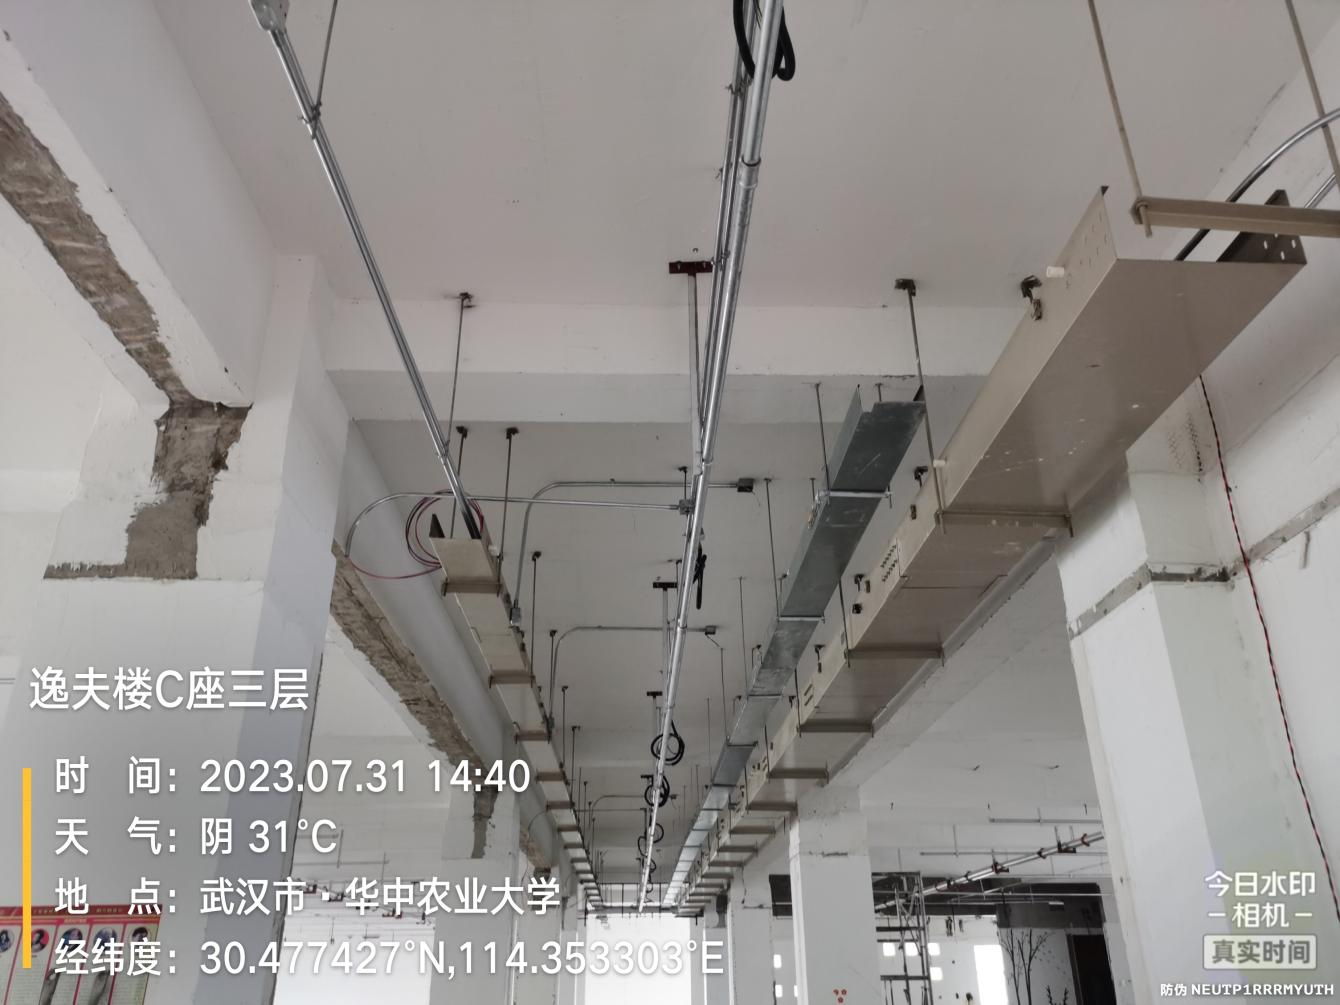 逸夫楼C座三层
时 间：2023.07.31 14:40
天 气：阴 31°C
地 点：武汉市·华中农业大学
经纬度：30.477427°N,114.353303°E
今日水印
-相机-
真实时间
防伪 NEUTP1RRRMYUTH